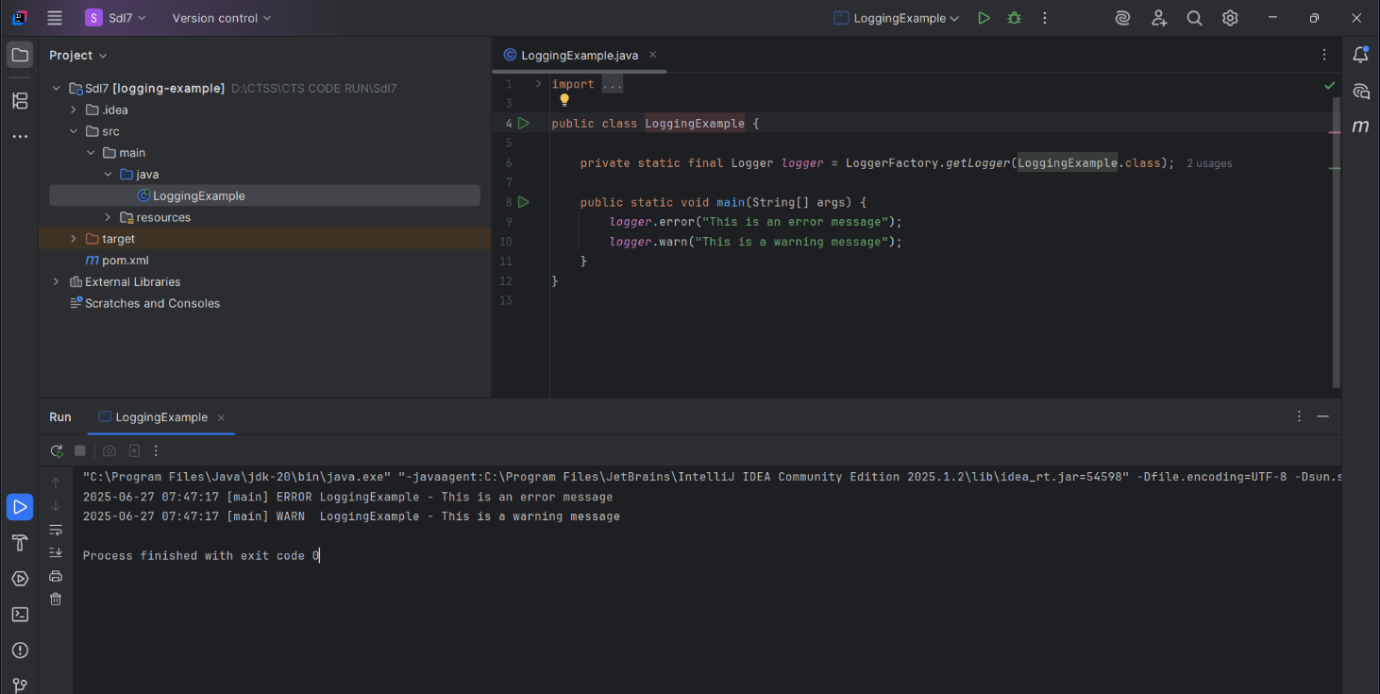 S Sdl7 Version control LoggingExample
Project
Sdl7 [logging-example] D:\CTSS\CTS CODE RUN\Sdl7
.idea
src
main
java
LoggingExample
resources
target
m pom.xml
External Libraries
Scratches and Consoles
LoggingExample.java
1 import ...
3
4 public class LoggingExample {
5
6 private static final Logger logger = LoggerFactory.getLogger(LoggingExample.class); 2 usages
7
8 public static void main(String[] args) {
9 logger.error("This is an error message");
10 logger.warn("This is a warning message");
11 }
12 }
13
m
Run LoggingExample
"C:\Program Files\Java\jdk-20\bin\java.exe" "-javaagent:C:\Program Files\JetBrains\IntelliJ IDEA Community Edition 2025.1.2\lib\idea_rt.jar=54598" -Dfile.encoding=UTF-8 -Dsun.s
2025-06-27 07:47:17 [main] ERROR LoggingExample - This is an error message
2025-06-27 07:47:17 [main] WARN  LoggingExample - This is a warning message
Process finished with exit code 0